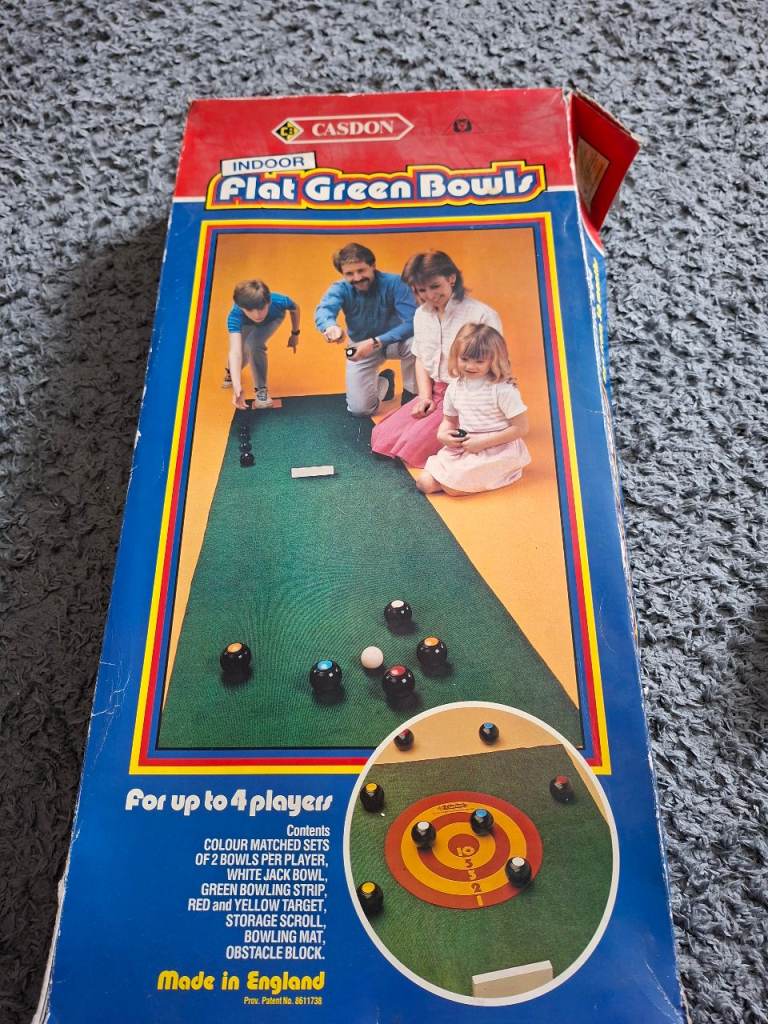 CB CASDON
INDOOR
Flat Green Bowls
For up to 4 players
Contents
COLOUR MATCHED SETS
OF 2 BOWLS PER PLAYER,
WHITE JACK BOWL,
GREEN BOWLING STRIP,
RED and YELLOW TARGET,
STORAGE SCROLL,
BOWLING MAT,
OBSTACLE BLOCK.
Made in England
Prov. Patent No. 8611738
10
5
3
2
1